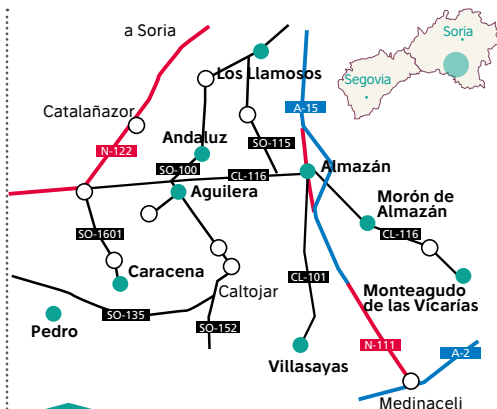 a Soria
Soria
Los Llamosos
Segovia
A-15
Catalañazor
Andaluz
SO-115
N-122
SO-100
Almazán
CL-116
Aguilera
Morón de
Almazán
SO-1601
CL-116
Caracena
CL-101
Caltojar
Monteagudo
de las Vicarías
SO-135
Pedro
SO-152
N-111
A-2
Villasayas
Medinaceli